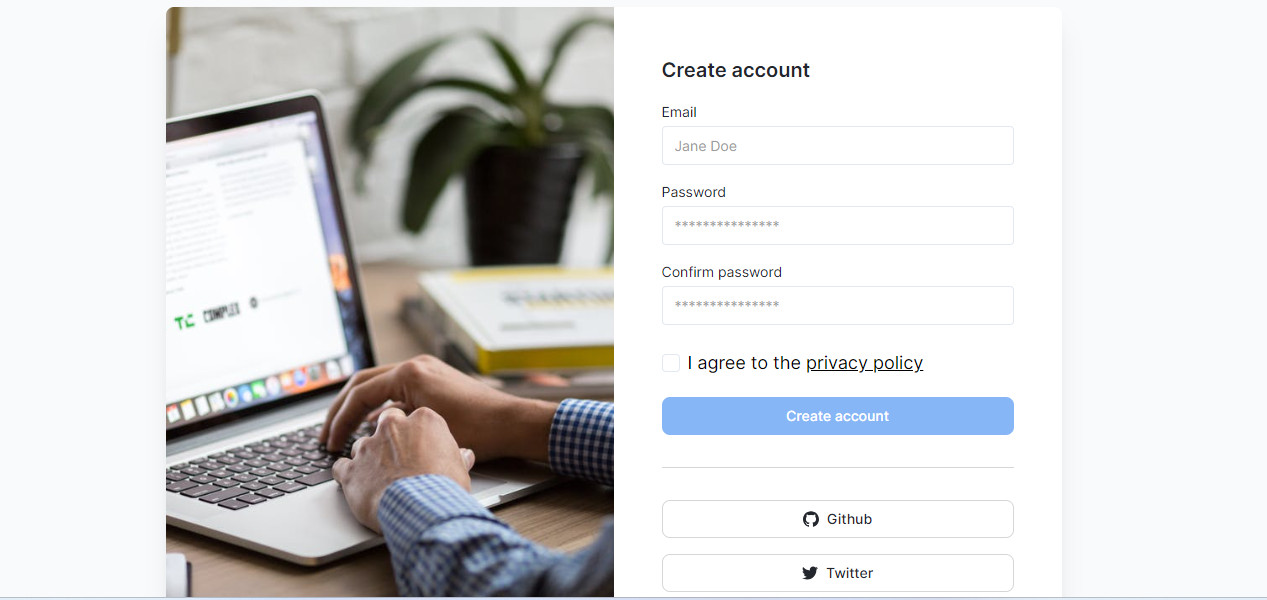 Create account
Email
Jane Doe
Password
***************
Confirm password
***************
I agree to the privacy policy
Create account
Github
Twitter